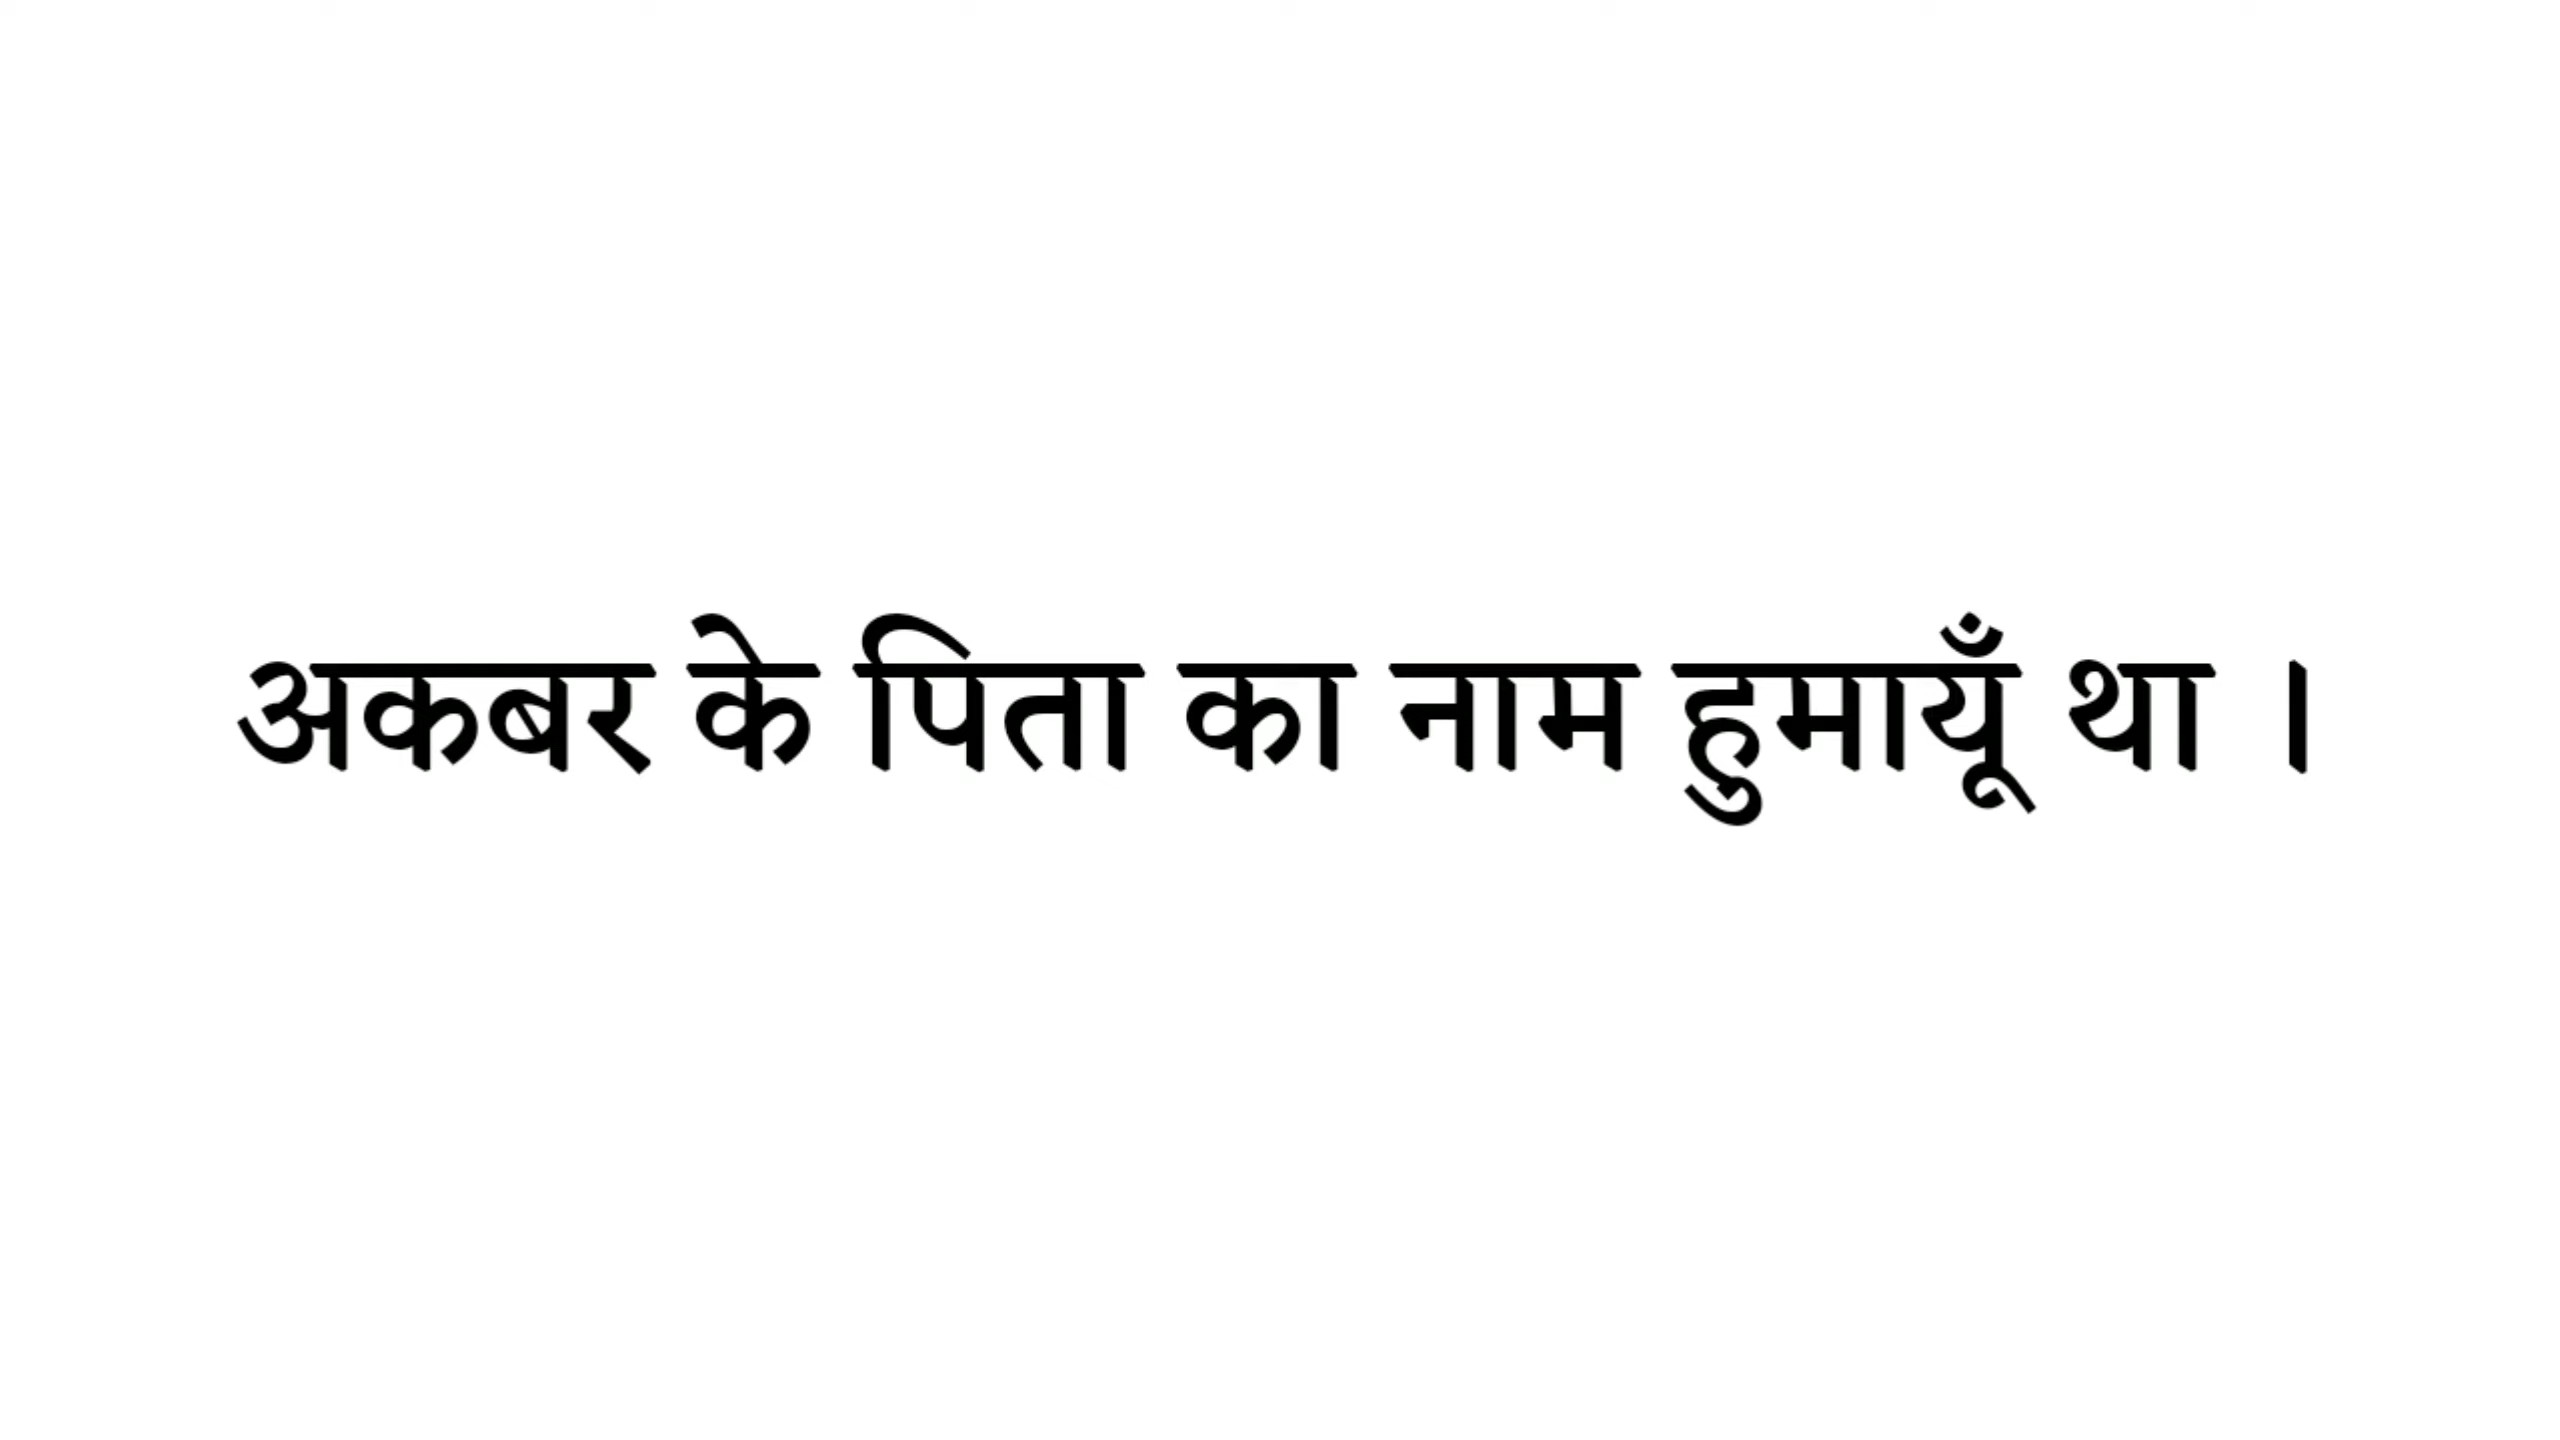 अकबर के पिता का नाम हुमायूँ था ।